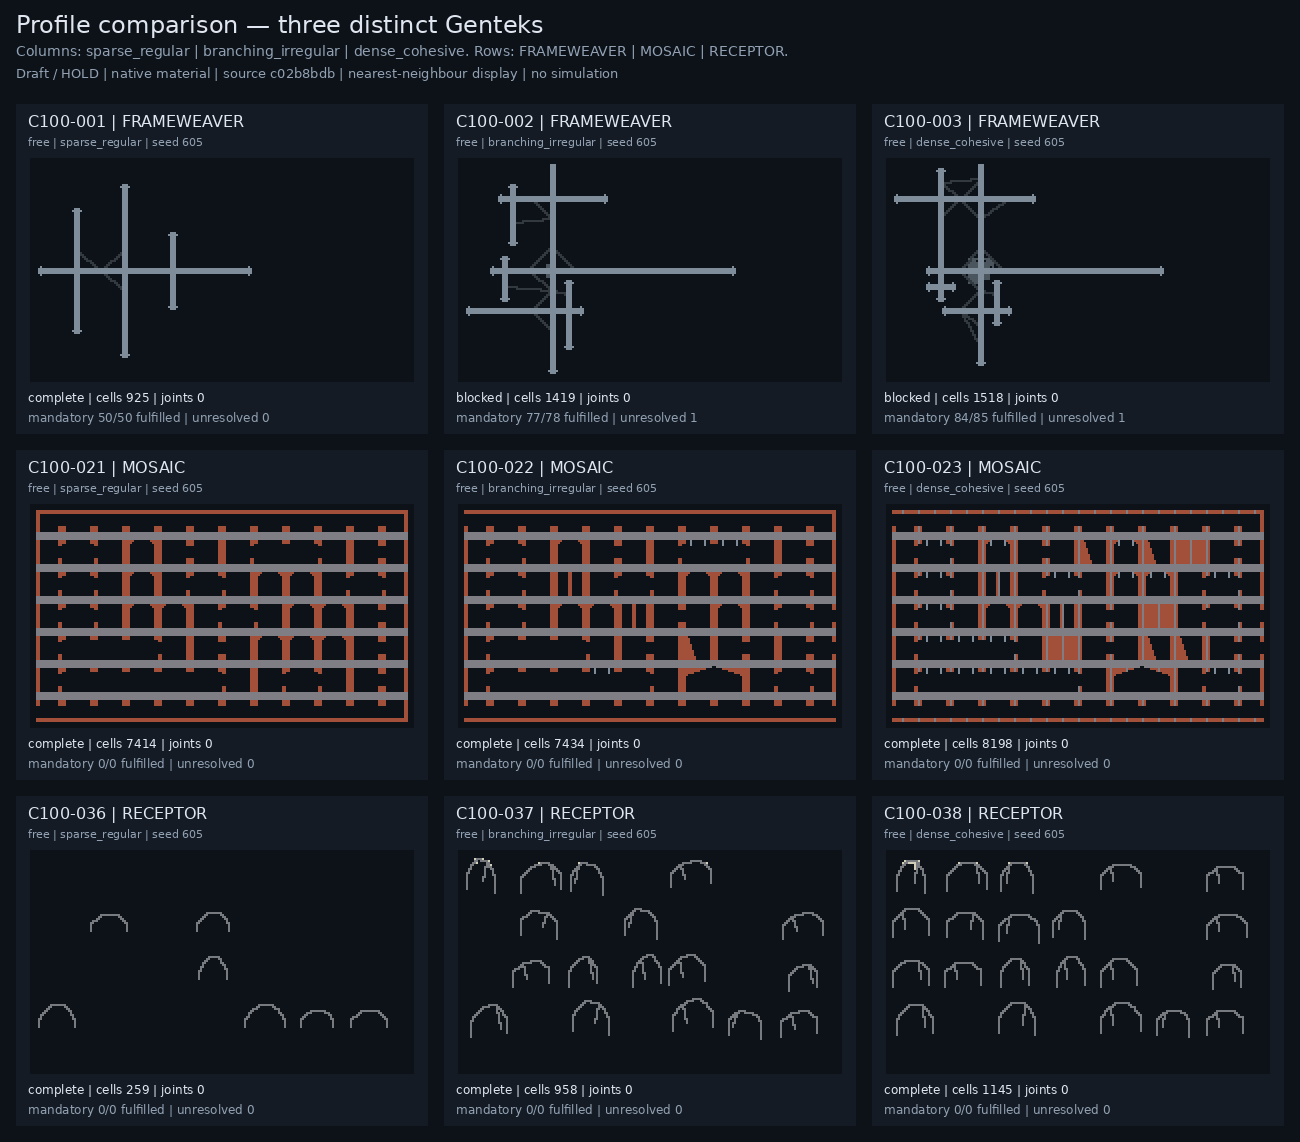 Profile comparison — three distinct Genteks
Columns: sparse_regular | branching_irregular | dense_cohesive. Rows: FRAMEWEAVER | MOSAIC | RECEPTOR.
Draft / HOLD | native material | source c02b8bdb | nearest-neighbour display | no simulation
C100-001 | FRAMEWEAVER
free | sparse_regular | seed 605
complete | cells 925 | joints 0
mandatory 50/50 fulfilled | unresolved 0
C100-002 | FRAMEWEAVER
free | branching_irregular | seed 605
blocked | cells 1419 | joints 0
mandatory 77/78 fulfilled | unresolved 1
C100-003 | FRAMEWEAVER
free | dense_cohesive | seed 605
blocked | cells 1518 | joints 0
mandatory 84/85 fulfilled | unresolved 1
C100-021 | MOSAIC
free | sparse_regular | seed 605
complete | cells 7414 | joints 0
mandatory 0/0 fulfilled | unresolved 0
C100-022 | MOSAIC
free | branching_irregular | seed 605
complete | cells 7434 | joints 0
mandatory 0/0 fulfilled | unresolved 0
C100-023 | MOSAIC
free | dense_cohesive | seed 605
complete | cells 8198 | joints 0
mandatory 0/0 fulfilled | unresolved 0
C100-036 | RECEPTOR
free | sparse_regular | seed 605
complete | cells 259 | joints 0
mandatory 0/0 fulfilled | unresolved 0
C100-037 | RECEPTOR
free | branching_irregular | seed 605
complete | cells 958 | joints 0
mandatory 0/0 fulfilled | unresolved 0
C100-038 | RECEPTOR
free | dense_cohesive | seed 605
complete | cells 1145 | joints 0
mandatory 0/0 fulfilled | unresolved 0